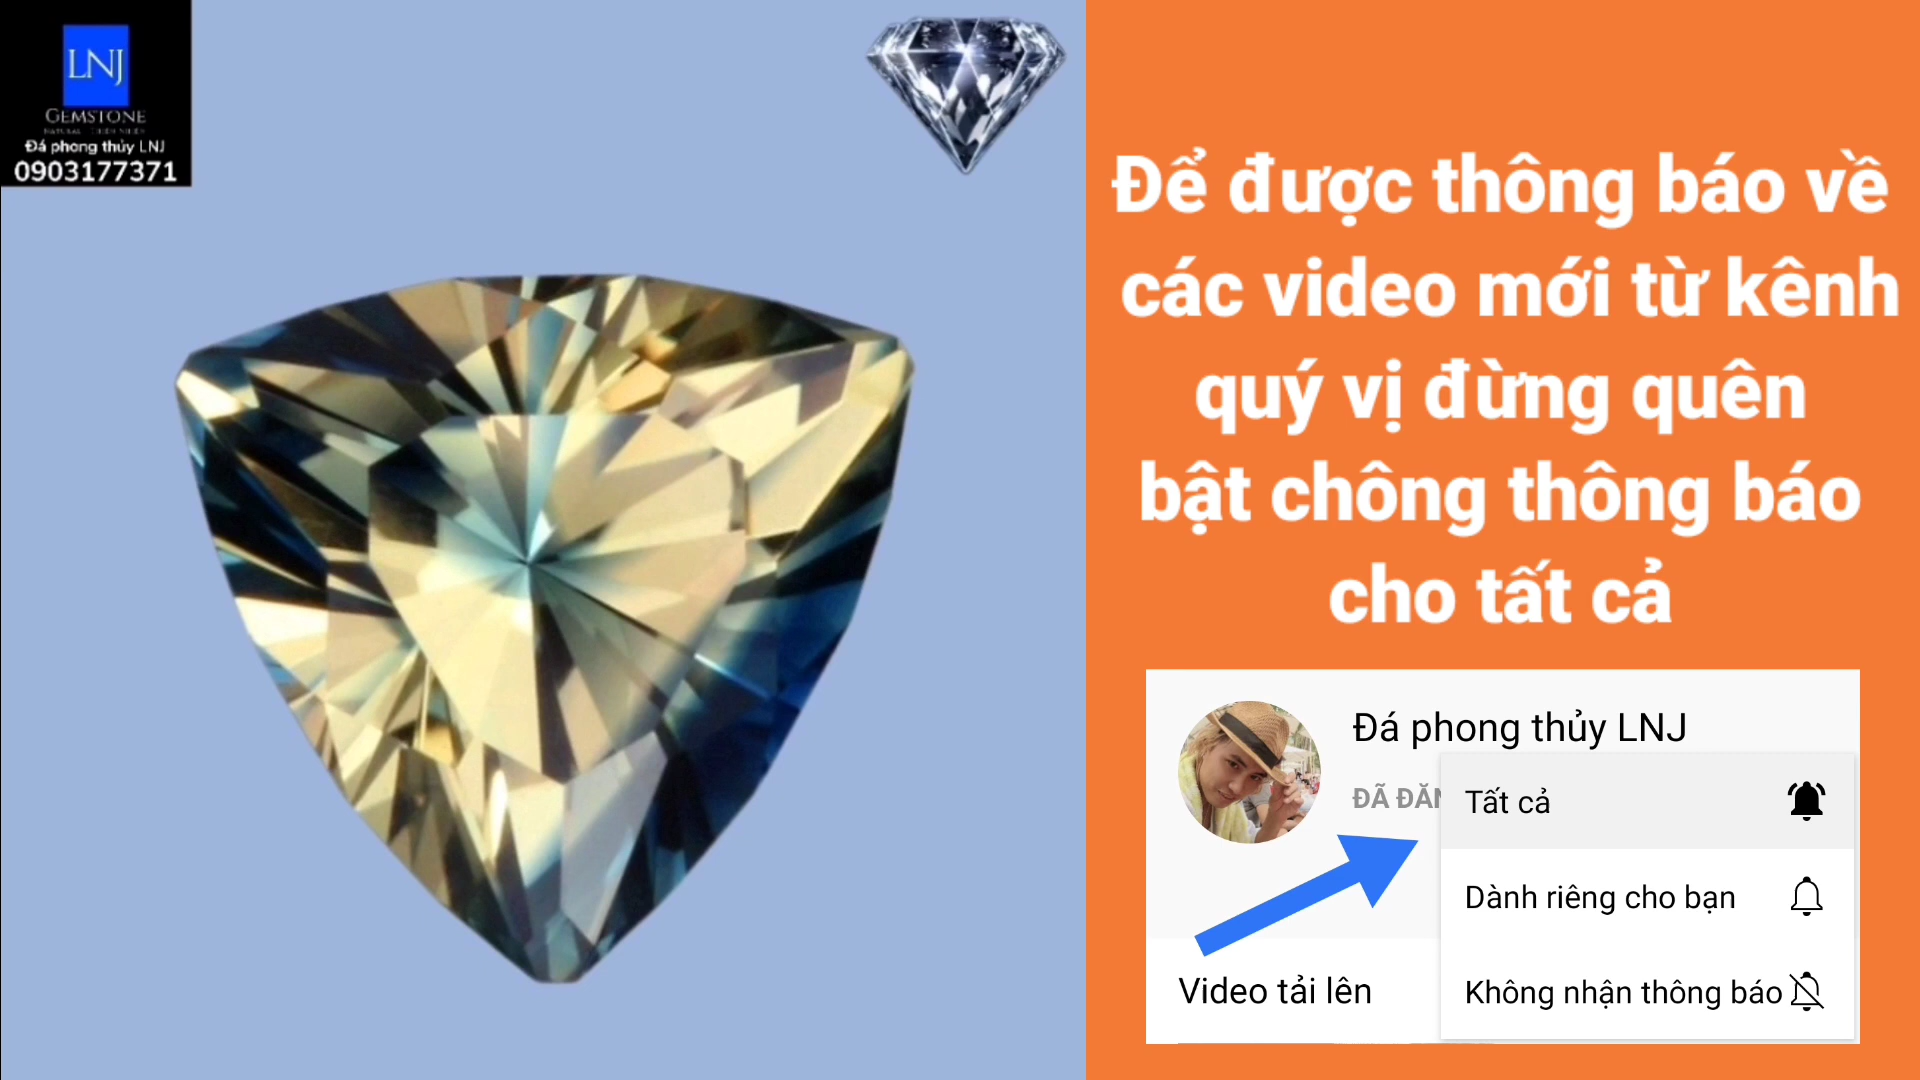 LNJ
GEMSTONE
Đá phong thủy LNJ
0903177371
Để được thông báo về
các video mới từ kênh
quý vị đừng quên
bật chông thông báo
cho tất cả
Đá phong thủy LNJ
ĐÃ ĐĂN
Tất cả
Dành riêng cho bạn
Video tải lên
Không nhận thông báo